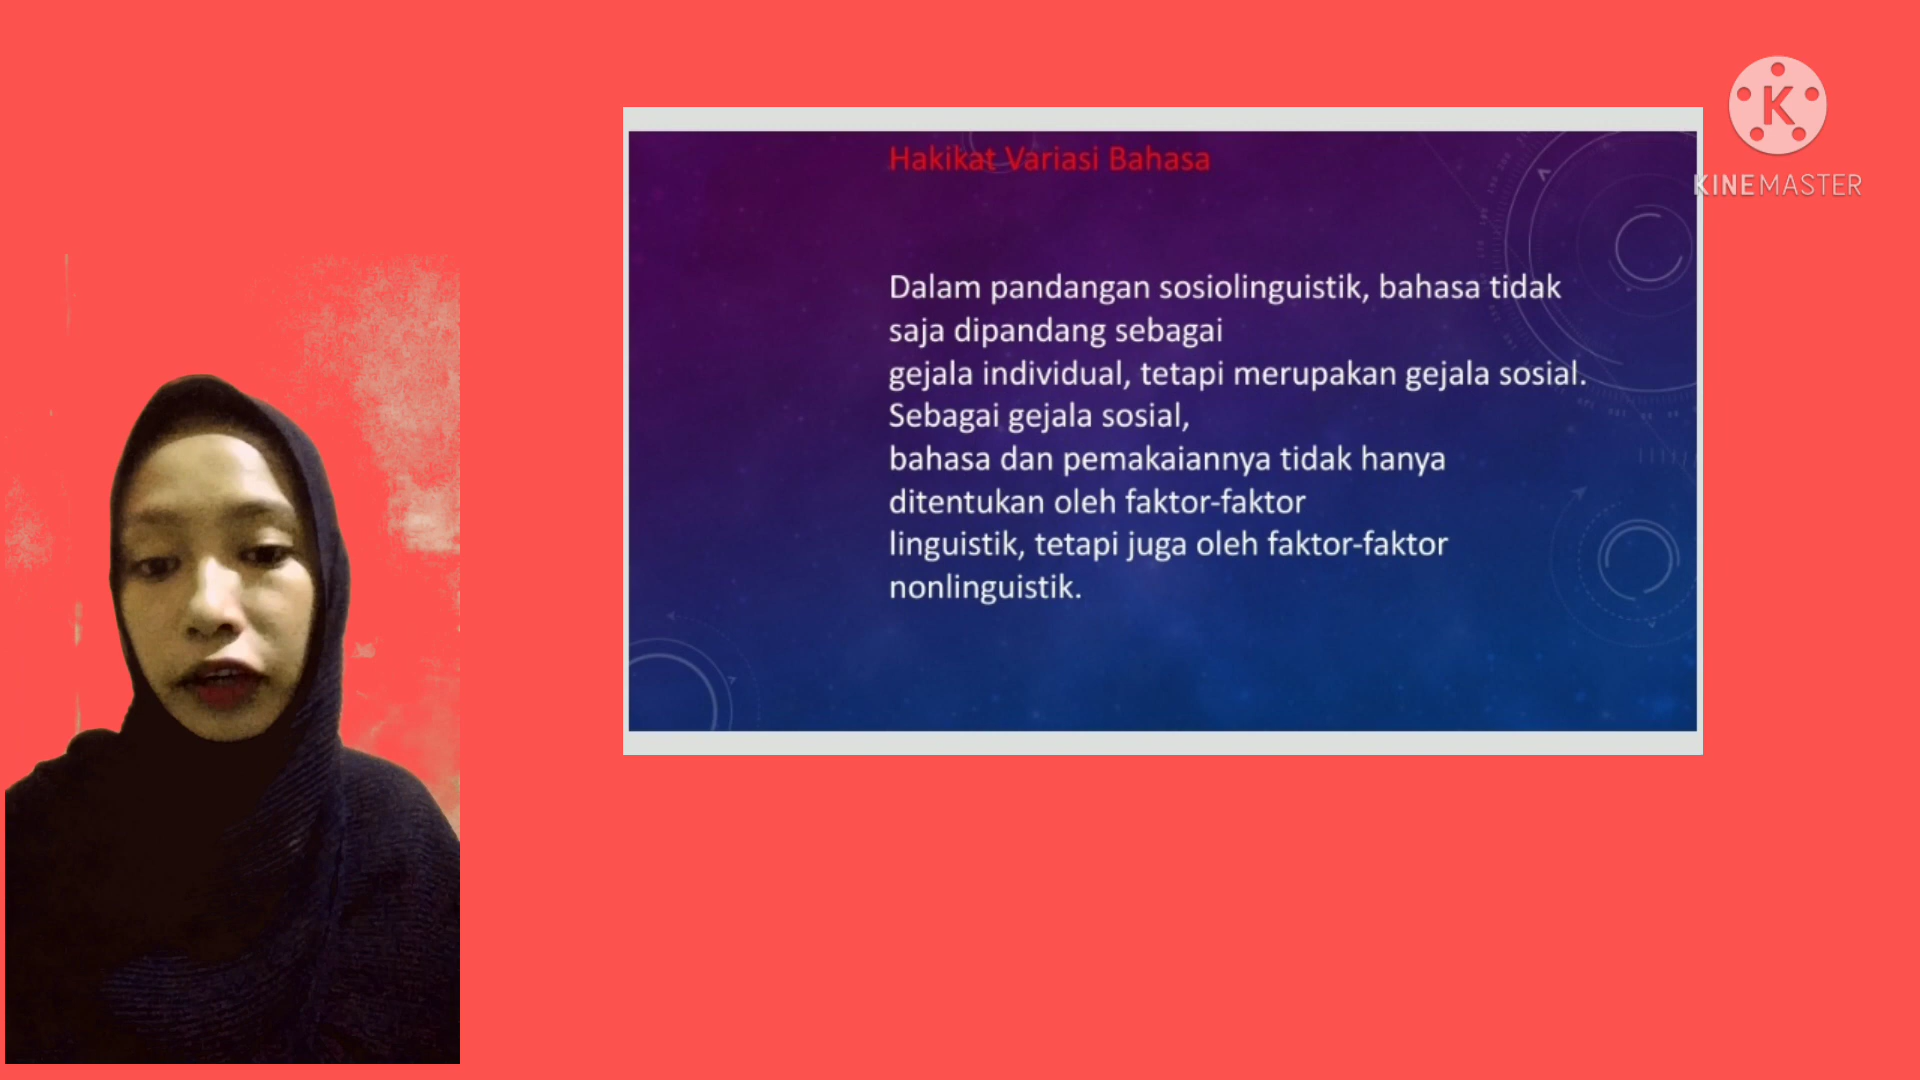 Hakikat Variasi Bahasa
Dalam pandangan sosiolinguistik, bahasa tidak
saja dipandang sebagai
gejala individual, tetapi merupakan gejala sosial.
Sebagai gejala sosial,
bahasa dan pemakaiannya tidak hanya
ditentukan oleh faktor-faktor
linguistik, tetapi juga oleh faktor-faktor
nonlinguistik.
K
KINEMASTER